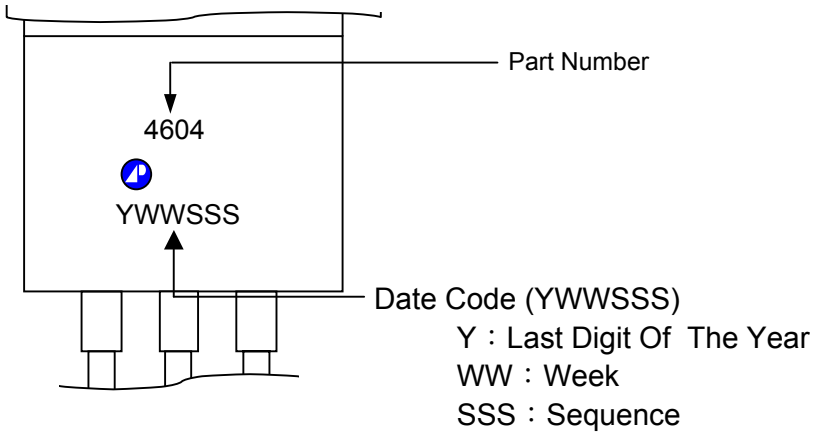 Part Number
4604
YWWSSS
Date Code (YWWSSS)
Y：Last Digit Of The Year
WW：Week
SSS：Sequence